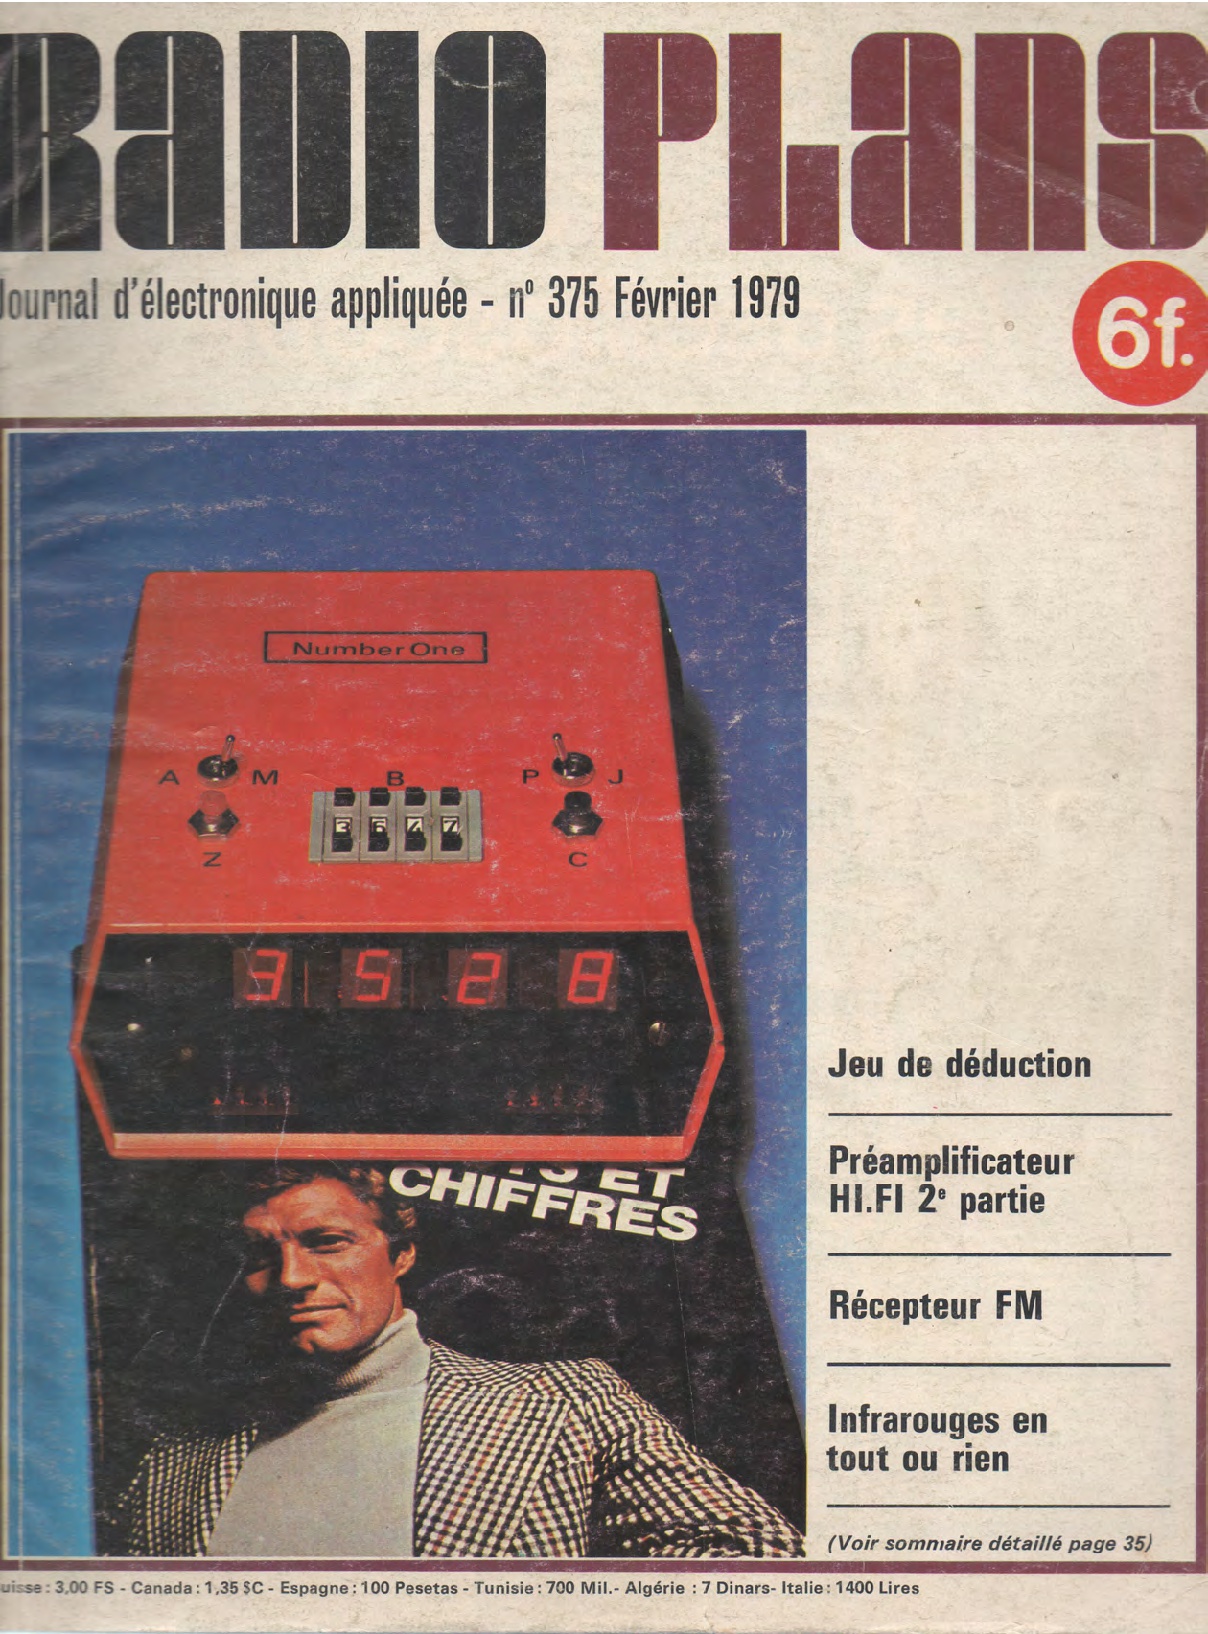 RADIO PLANS
Journal d'électronique appliquée - n° 375 Février 1979
6f.
Number One
A M B P J
3 5 4 7
Z C
3 5 2 8
ET
CHIFFRES
Jeu de déduction
Préamplificateur
HI.FI 2e partie
Récepteur FM
Infrarouges en
tout ou rien
(Voir sommaire détaillé page 35)
uisse : 3,00 FS - Canada : 1,35 $C - Espagne : 100 Pesetas - Tunisie : 700 Mil.- Algérie : 7 Dinars- Italie : 1400 Lires